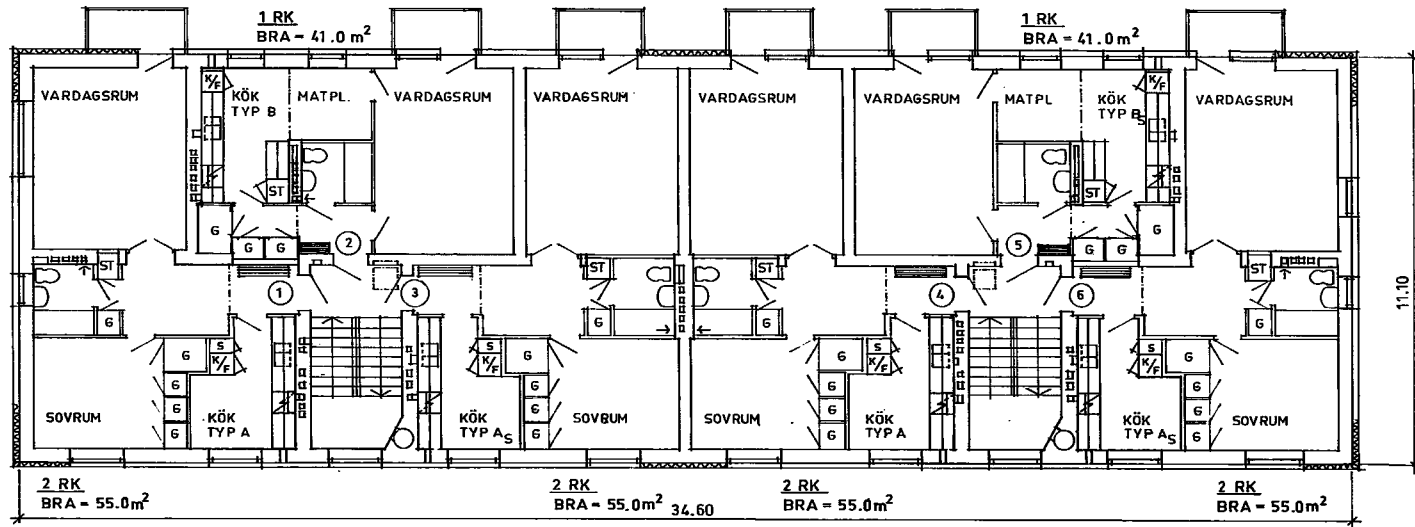 1 RK
BRA = 41.0 m²
1 RK
BRA = 41.0 m²
VARDAGSRUM
K/F
KÖK
TYP B
MATPL.
VARDAGSRUM
VARDAGSRUM
VARDAGSRUM
VARDAGSRUM
MATPL
KÖK
TYP BS
K/F
VARDAGSRUM
ST
ST
G
G
G
2
5
G
G
G
ST
1
3
ST
ST
4
6
ST
G
G
G
G
S
K/F
G
G
G
G
S
K/F
G
G
G
G
G
G
G
G
S
K/F
S
K/F
G
G
G
G
SOVRUM
KÖK
TYP A
KÖK
TYP AS
SOVRUM
SOVRUM
KÖK
TYP A
KÖK
TYP AS
SOVRUM
11.10
2 RK
BRA = 55.0m²
2 RK
BRA = 55.0m²
34.60
2 RK
BRA = 55.0m²
2 RK
BRA = 55.0m²